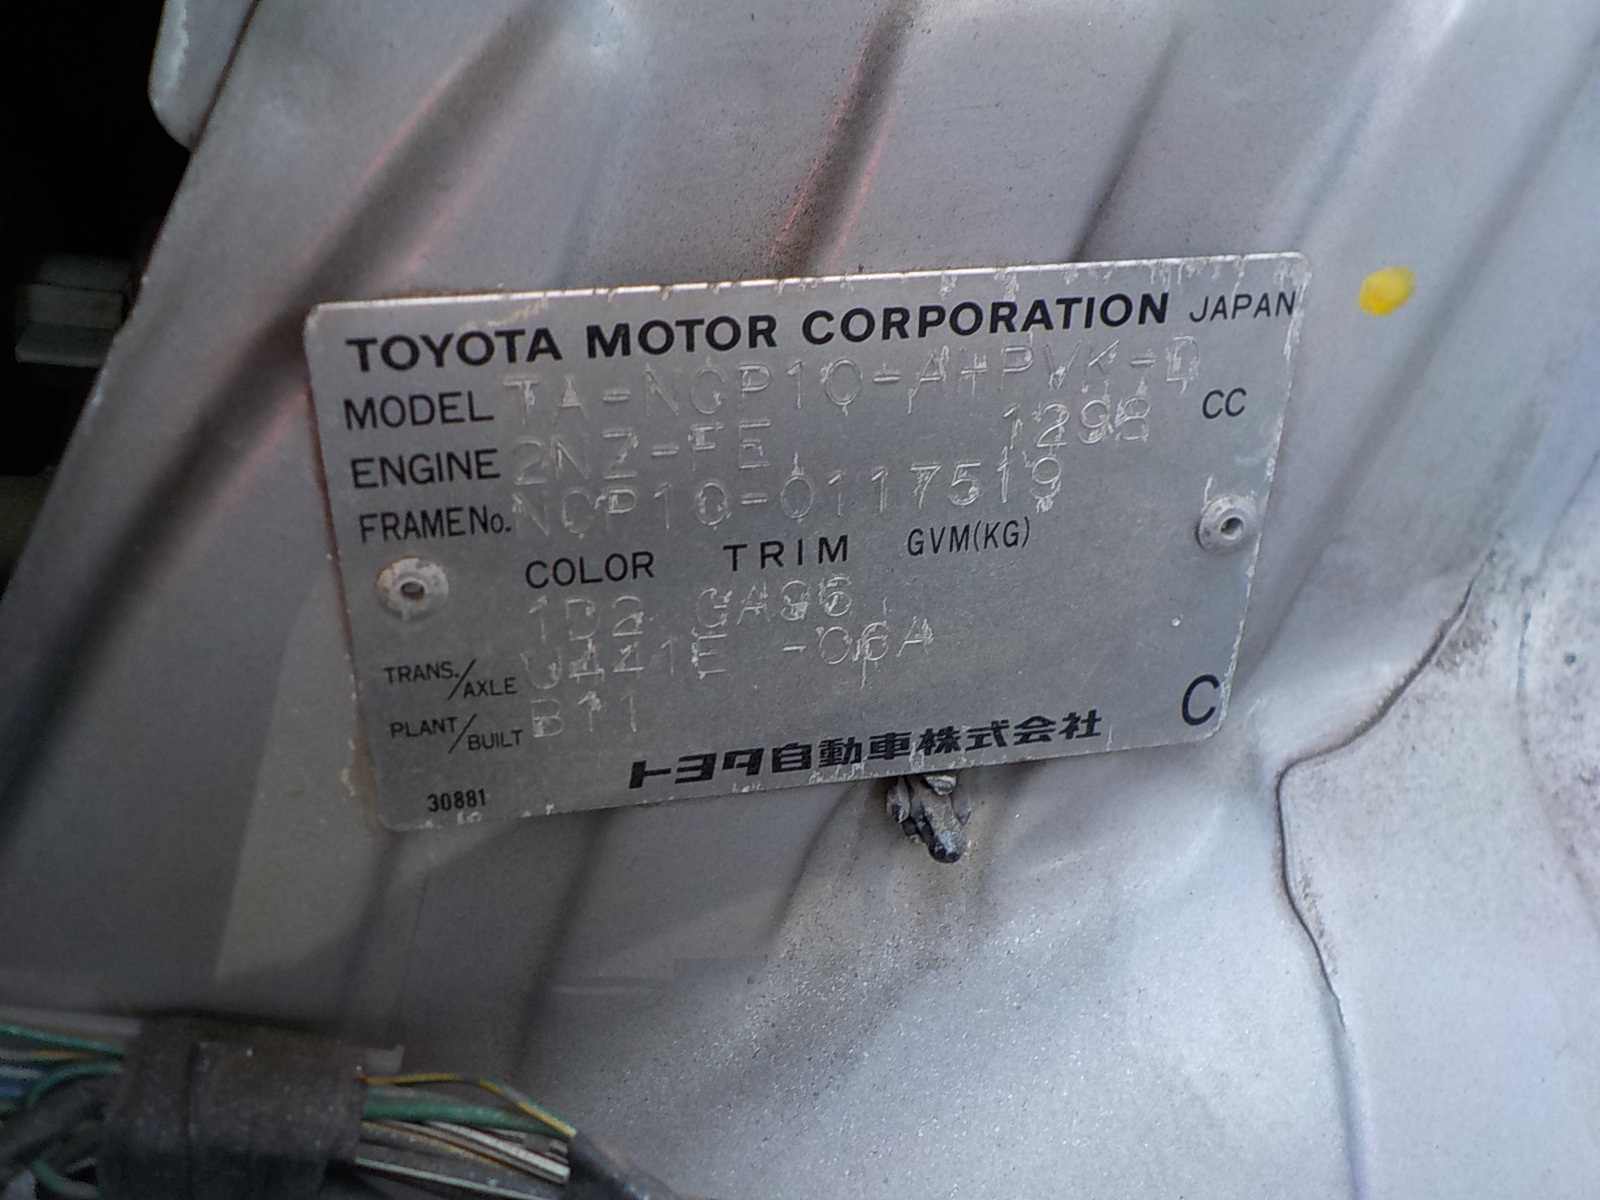 TOYOTA MOTOR CORPORATION JAPAN
MODEL TA-NCP10-AHPVK-D
ENGINE 2NZ-FE 1298 CC
FRAME No. NCP10-0117519
COLOR TRIM GVM(KG)
1D2 GA96
TRANS./AXLE U441E -06A
PLANT/BUILT B11
C
トヨタ自動車株式会社
30881